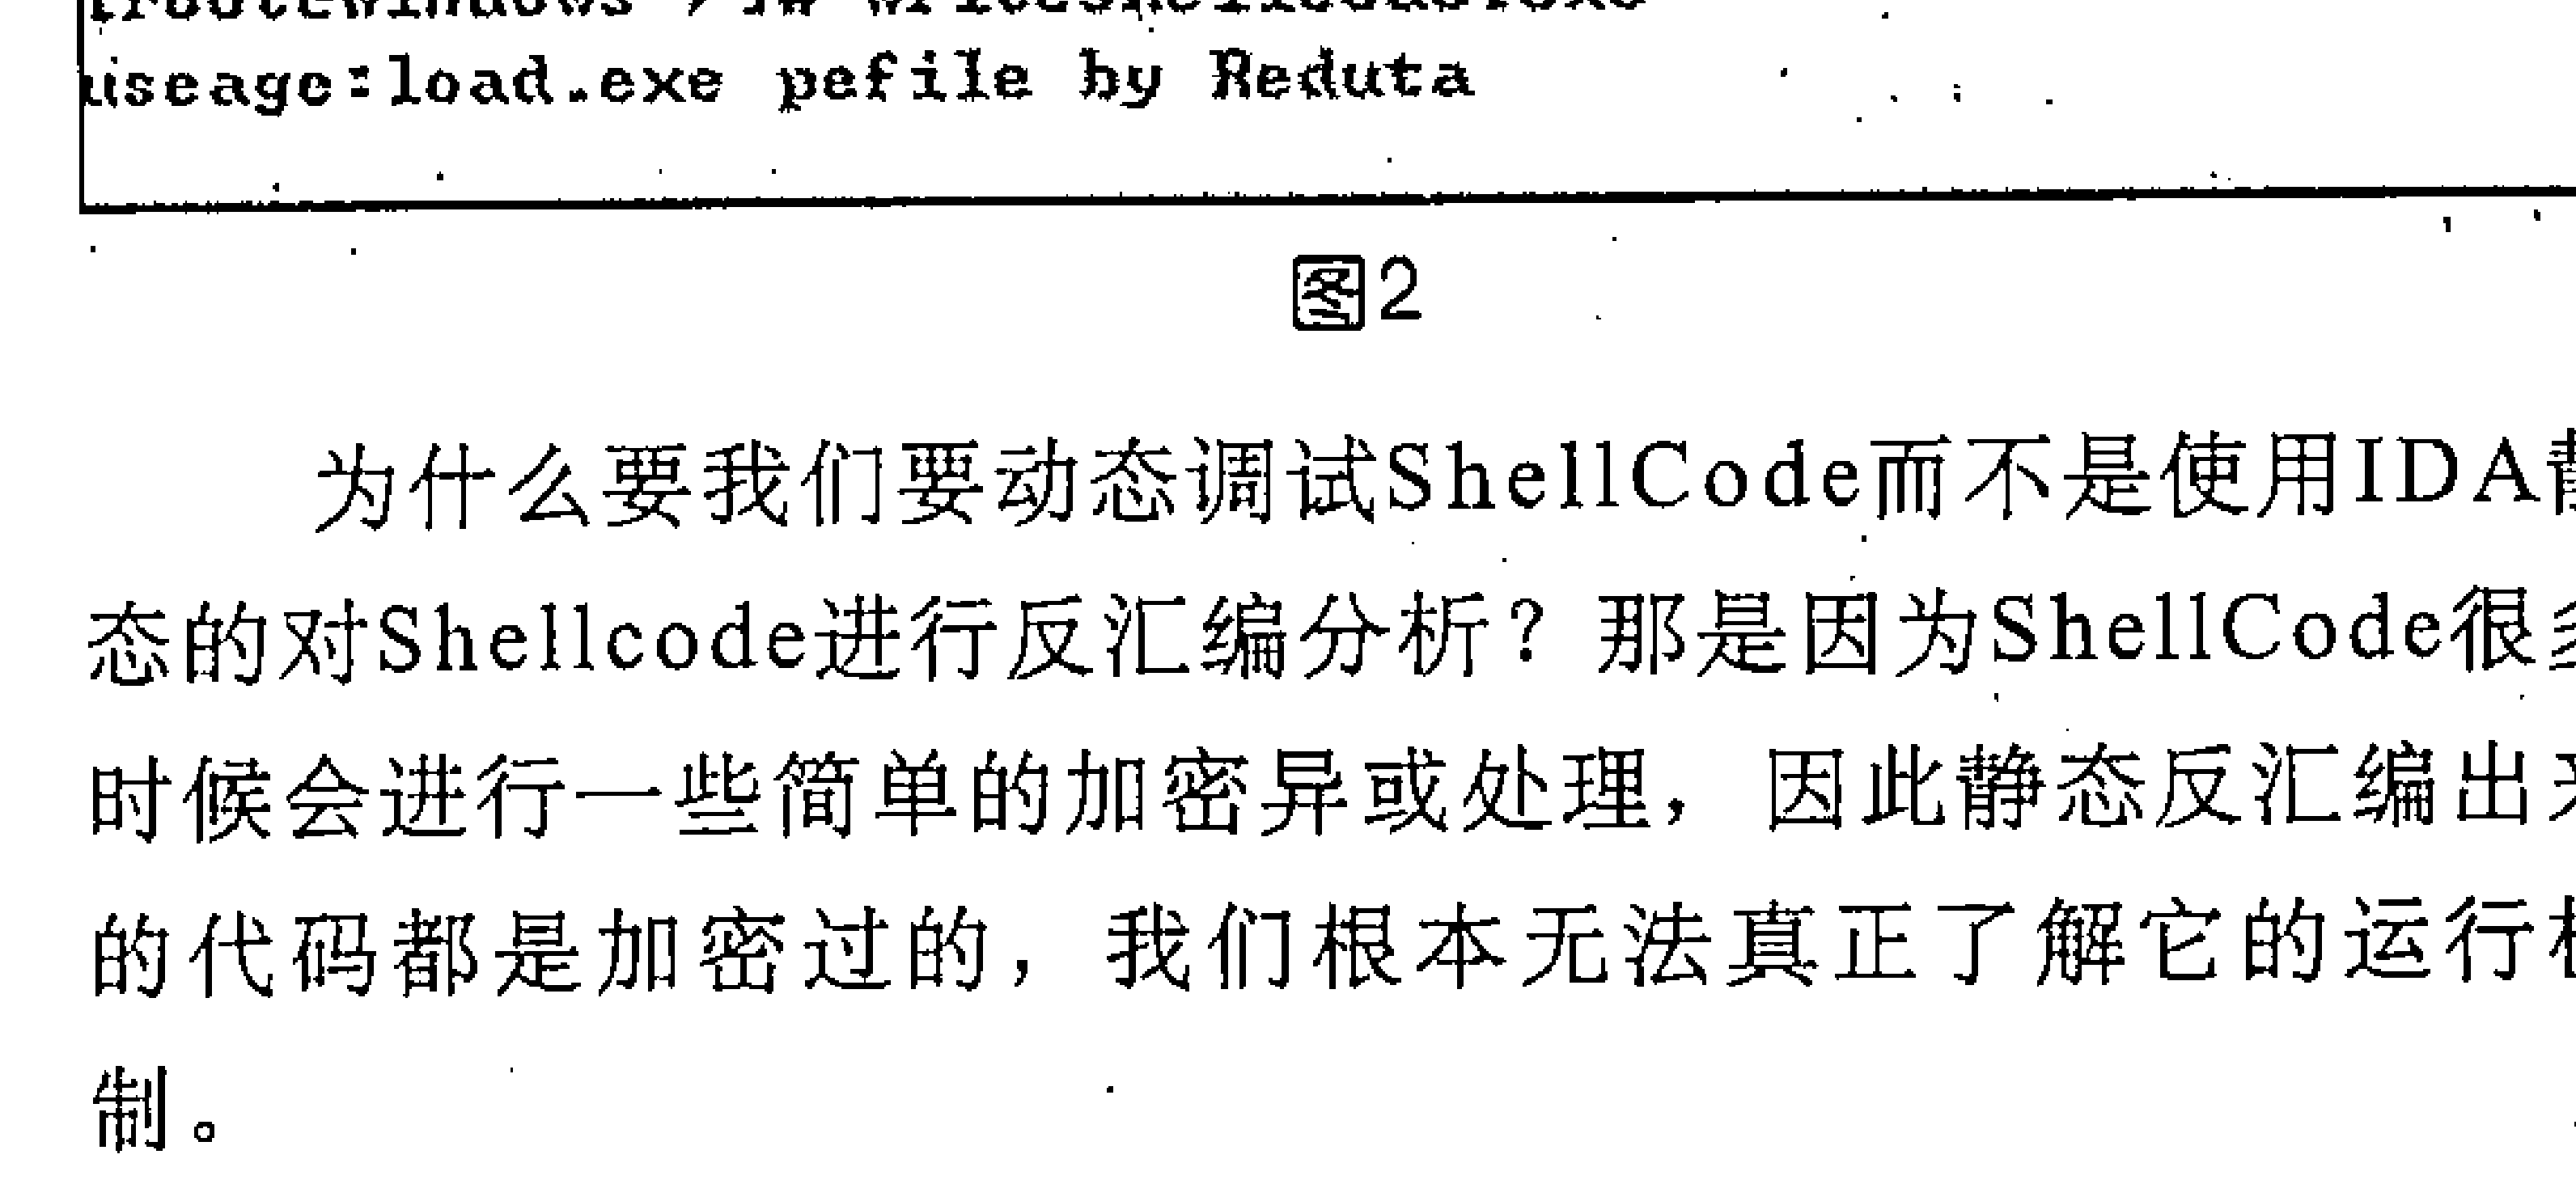 useage:load.exe pefile by Reduta
图2
为什么要我们要动态调试ShellCode而不是使用IDA静
态的对Shellcode进行反汇编分析？那是因为ShellCode很多
时候会进行一些简单的加密异或处理，因此静态反汇编出来
的代码都是加密过的，我们根本无法真正了解它的运行机
制。